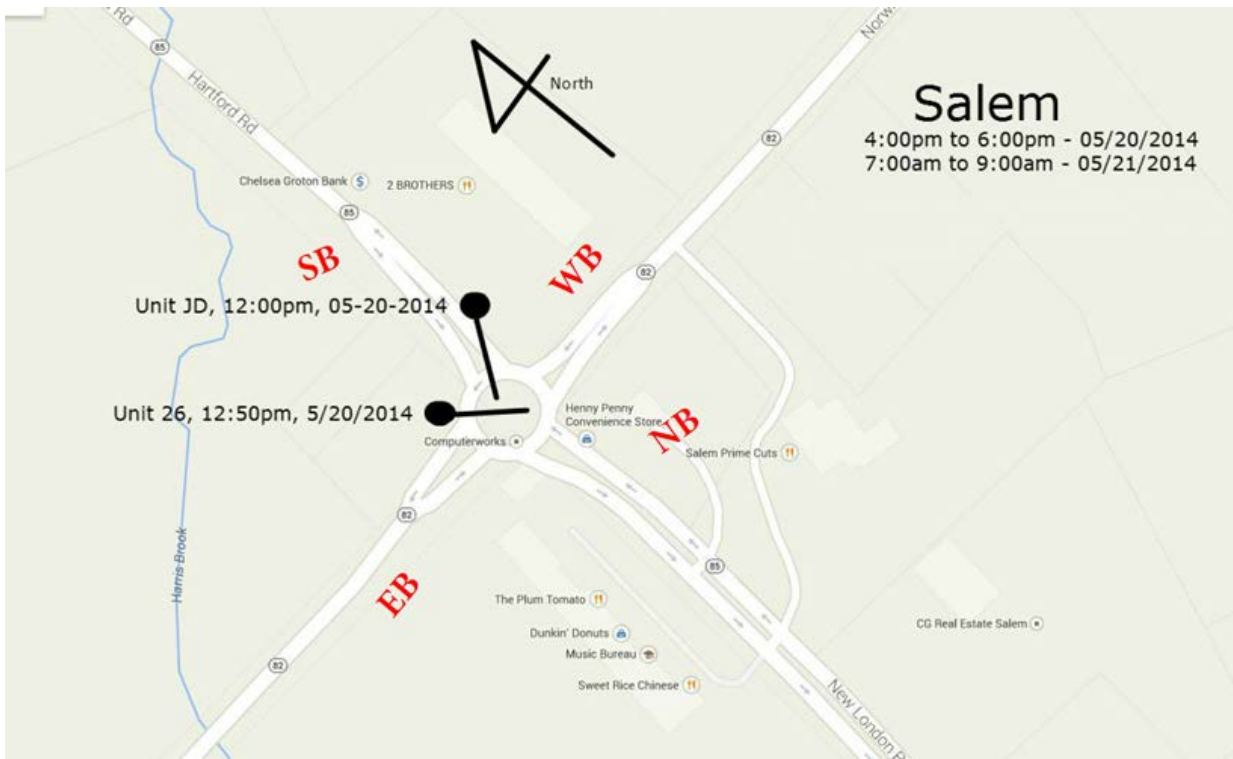 Rd
85
Hartford Rd
North
Norw
Salem
4:00pm to 6:00pm - 05/20/2014
7:00am to 9:00am - 05/21/2014
82
Chelsea Groton Bank $
2 BROTHERS
85
SB
WB
82
Unit JD, 12:00pm, 05-20-2014
Unit 26, 12:50pm, 5/20/2014
Henny Penny
Convenience Store
NB
Computerworks
Salem Prime Cuts
82
Harris Brook
EB
85
The Plum Tomato
Dunkin' Donuts
CG Real Estate Salem
Music Bureau
82
Sweet Rice Chinese
New London R